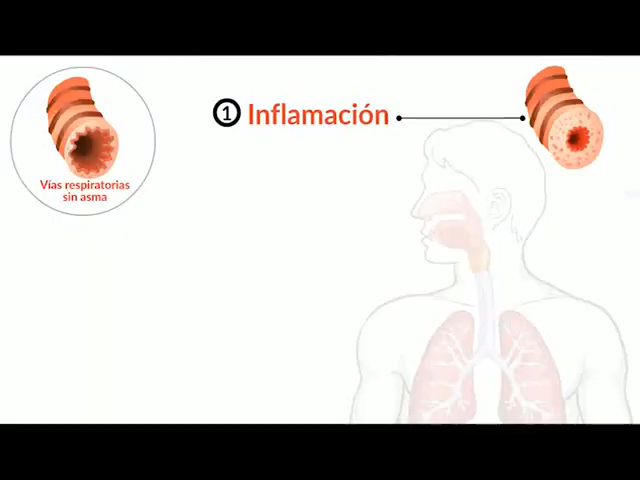 ① Inflamación
Vías respiratorias
sin asma